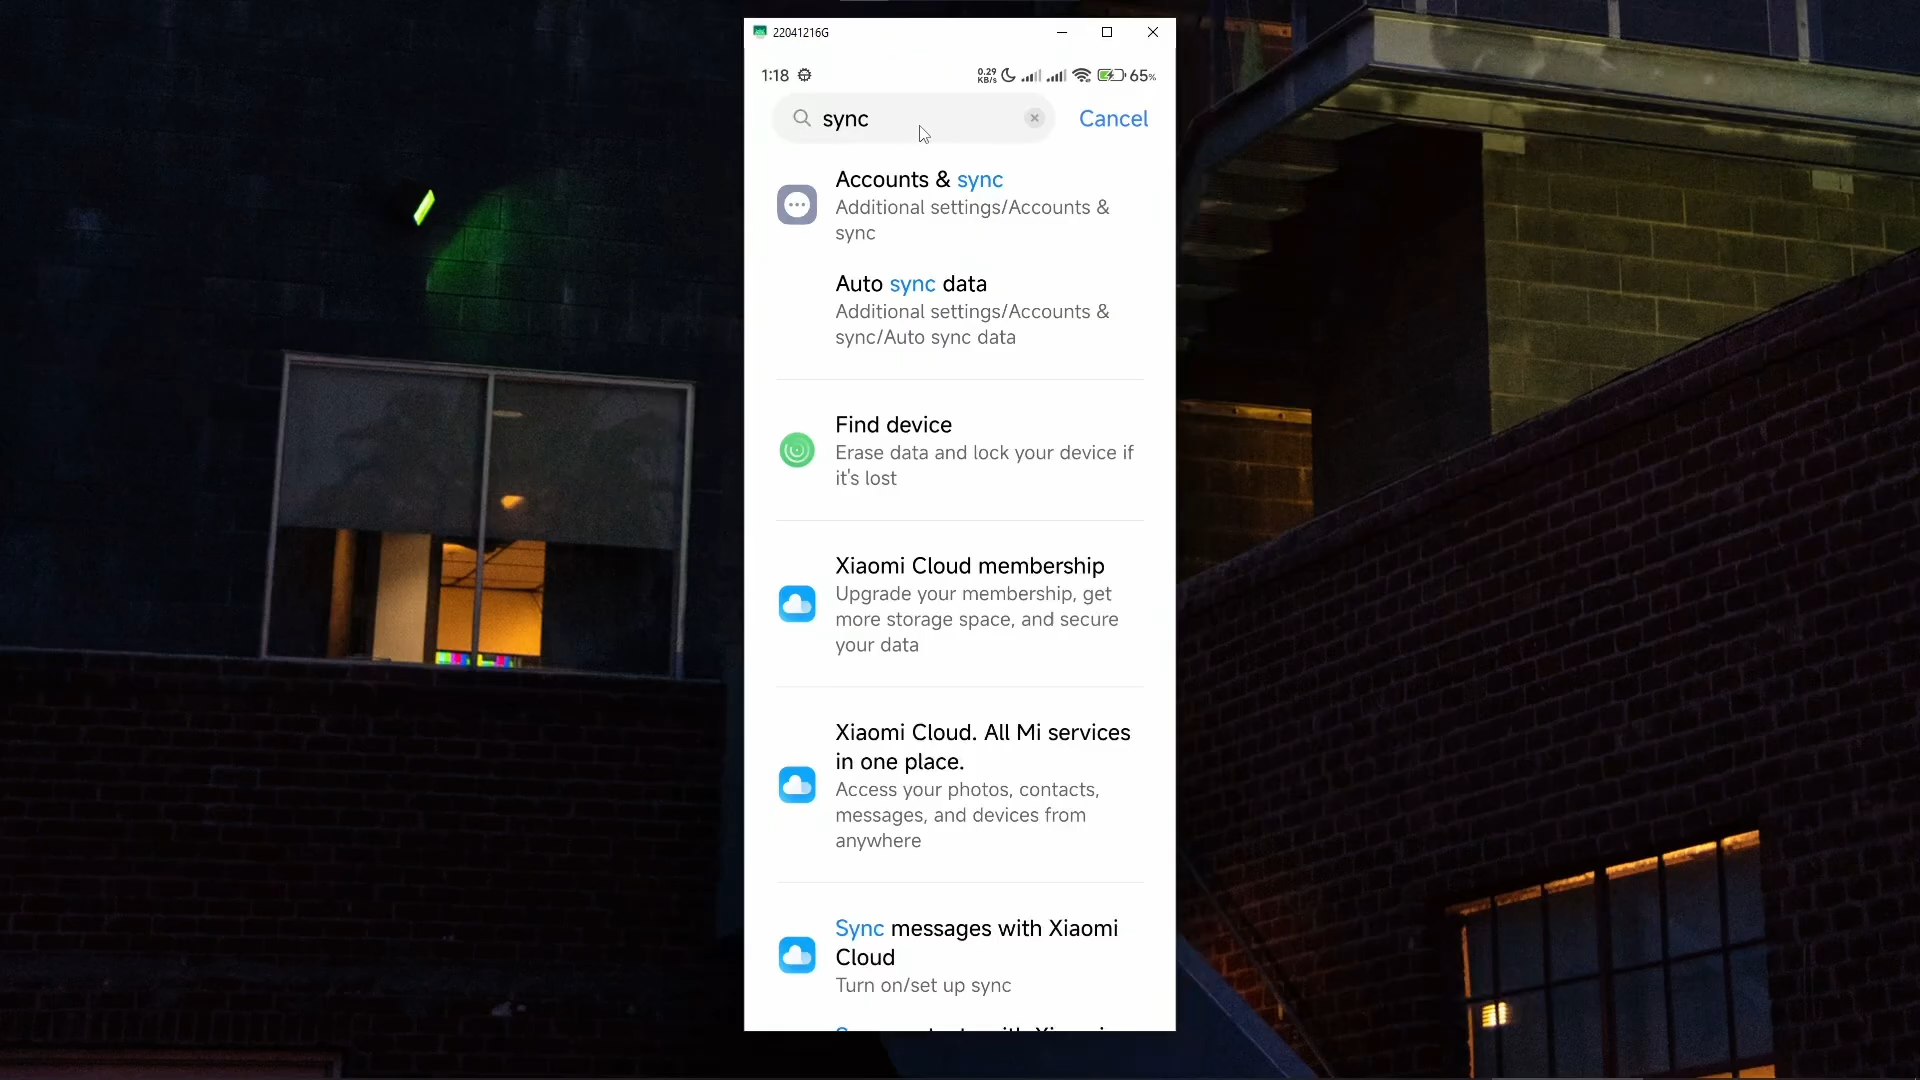 22041216G
1:18
0.29
KB/s
65%
sync
Cancel
Accounts & sync
Additional settings/Accounts &
sync
Auto sync data
Additional settings/Accounts &
sync/Auto sync data
Find device
Erase data and lock your device if
it's lost
Xiaomi Cloud membership
Upgrade your membership, get
more storage space, and secure
your data
Xiaomi Cloud. All Mi services
in one place.
Access your photos, contacts,
messages, and devices from
anywhere
Sync messages with Xiaomi
Cloud
Turn on/set up sync